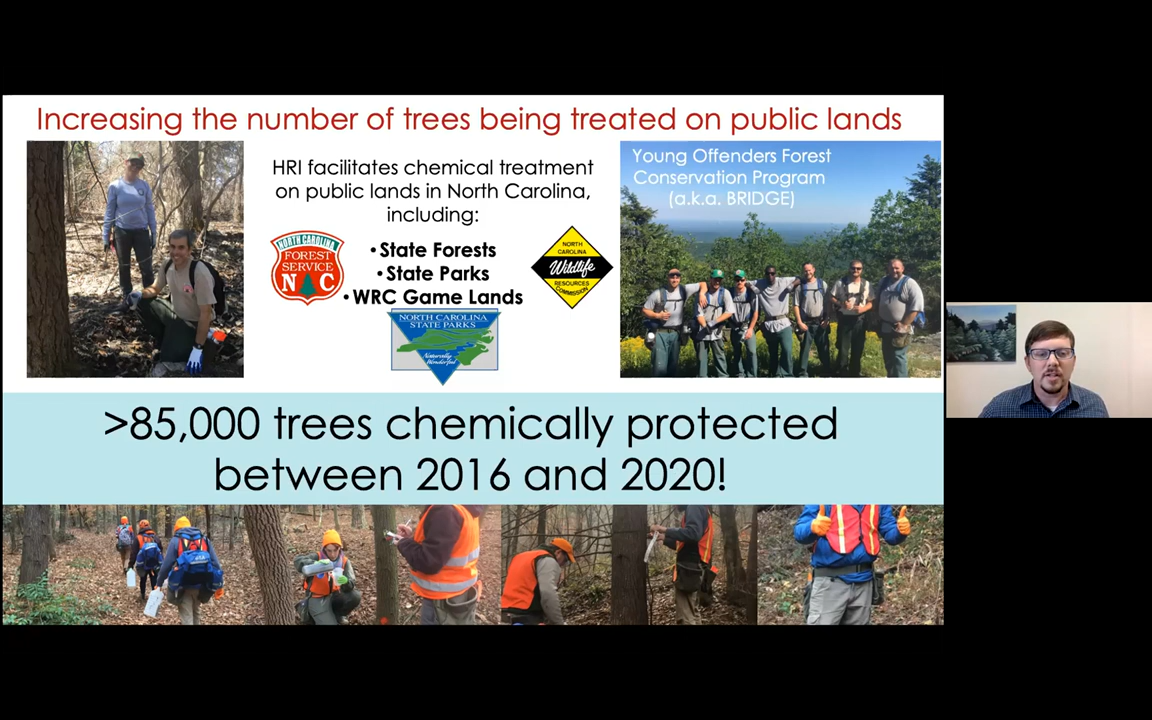 Increasing the number of trees being treated on public lands
HRI facilitates chemical treatment
on public lands in North Carolina,
including:
•State Forests
•State Parks
•WRC Game Lands
NORTH CAROLINA
FOREST
SERVICE
N C
NORTH
CAROLINA
Wildlife
RESOURCES
COMMISSION
NORTH CAROLINA
STATE PARKS
Naturally
Wonderful
Young Offenders Forest
Conservation Program
(a.k.a. BRIDGE)
>85,000 trees chemically protected
between 2016 and 2020!